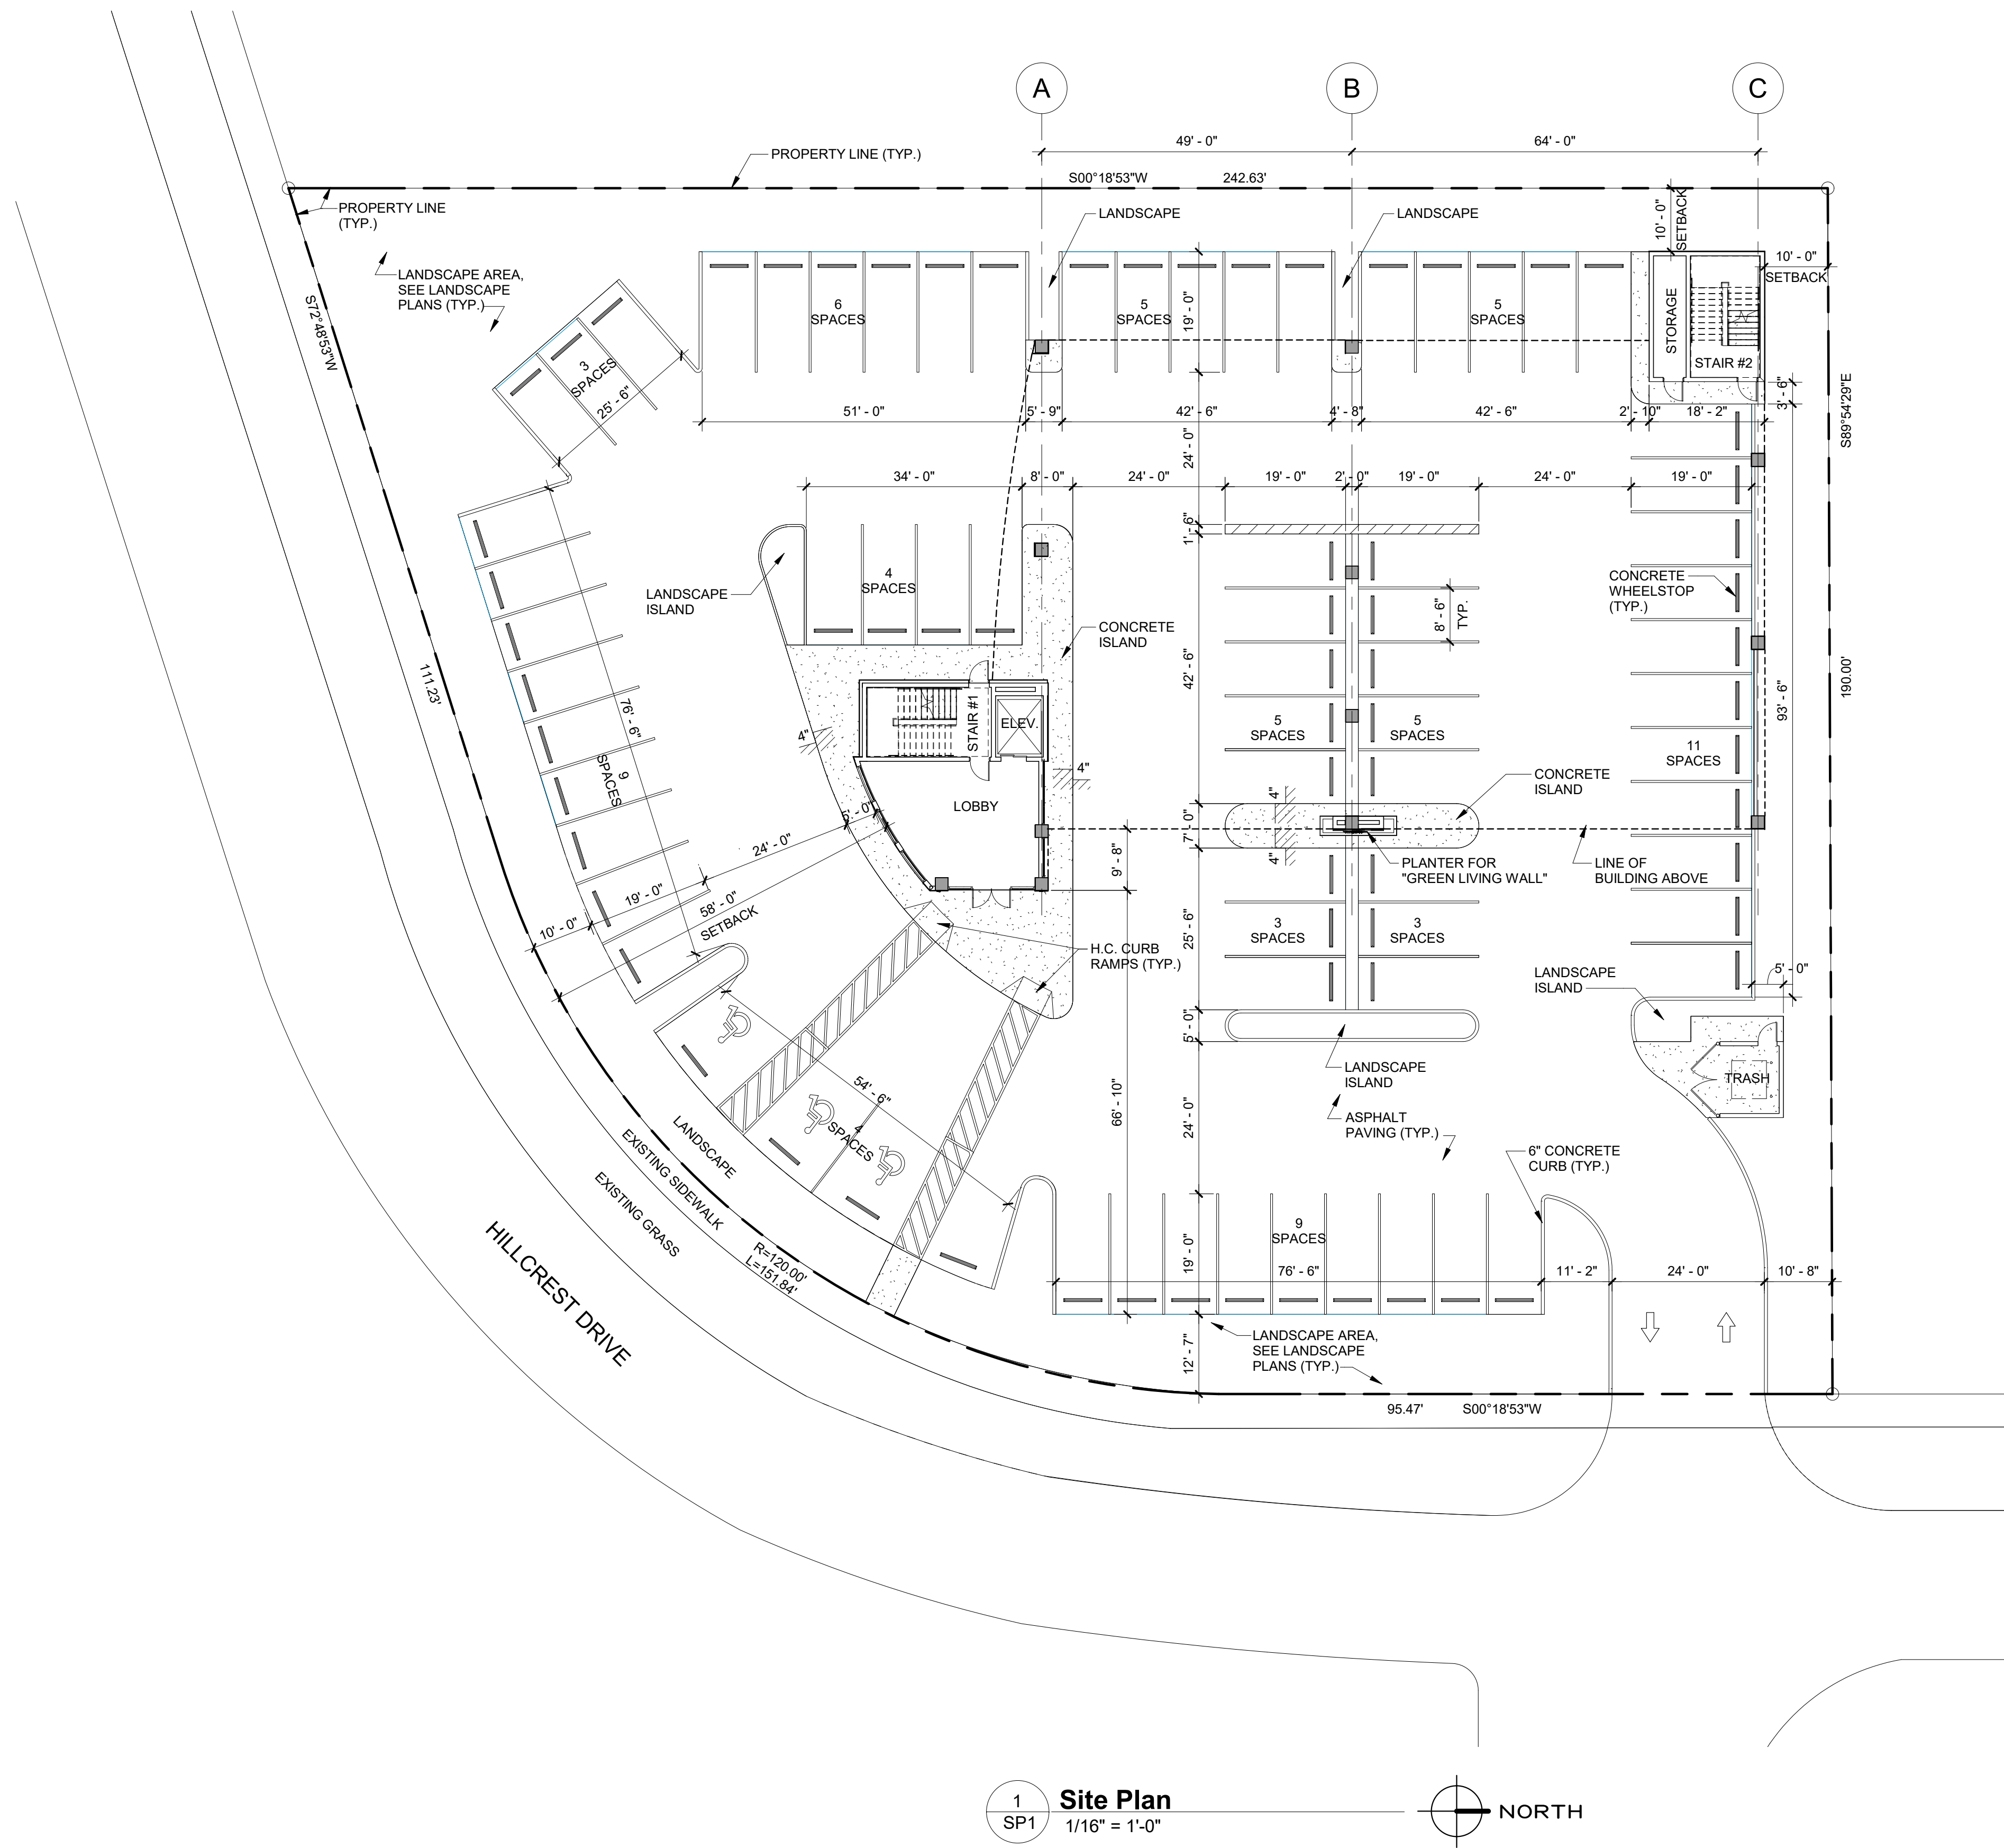 A
B
C
49' - 0"
64' - 0"
PROPERTY LINE (TYP.)
S00°18'53"W
242.63'
PROPERTY LINE
(TYP.)
LANDSCAPE
LANDSCAPE
10' - 0"
SETBACK
10' - 0"
SETBACK
LANDSCAPE AREA,
SEE LANDSCAPE
PLANS (TYP.)
S72°48'53"W
6
SPACES
5
SPACES
19' - 0"
5
SPACES
STORAGE
STAIR #2
3
SPACES
25' - 6"
3' - 6"
S89°54'29"E
51' - 0"
5' - 9"
42' - 6"
4' - 8"
42' - 6"
2' - 10"
18' - 2"
24' - 0"
34' - 0"
8' - 0"
24' - 0"
19' - 0"
2' - 0"
19' - 0"
24' - 0"
19' - 0"
1' - 6"
4
SPACES
LANDSCAPE
ISLAND
CONCRETE
ISLAND
8' - 6"
TYP.
CONCRETE
WHEELSTOP
(TYP.)
42' - 6"
111.23'
190.00'
93' - 6"
76' - 6"
9
SPACES
STAIR #1
ELEV.
4"
4"
5
SPACES
5
SPACES
11
SPACES
LOBBY
CONCRETE
ISLAND
4"
4"
7' - 0"
24' - 0"
9' - 8"
PLANTER FOR
"GREEN LIVING WALL"
LINE OF
BUILDING ABOVE
19' - 0"
58' - 0"
SETBACK
10' - 0"
25' - 6"
3
SPACES
3
SPACES
H.C. CURB
RAMPS (TYP.)
LANDSCAPE
ISLAND
5' - 0"
5' - 0"
LANDSCAPE
ISLAND
TRASH
54' - 6"
4
SPACES
66' - 10"
24' - 0"
ASPHALT
PAVING (TYP.)
6" CONCRETE
CURB (TYP.)
LANDSCAPE
EXISTING SIDEWALK
EXISTING GRASS
HILLCREST DRIVE
R=120.00'
L=151.84'
9
SPACES
19' - 0"
76' - 6"
11' - 2"
24' - 0"
10' - 8"
LANDSCAPE AREA,
SEE LANDSCAPE
PLANS (TYP.)
12' - 7"
95.47'
S00°18'53"W
1
SP1
Site Plan
1/16" = 1'-0"
NORTH